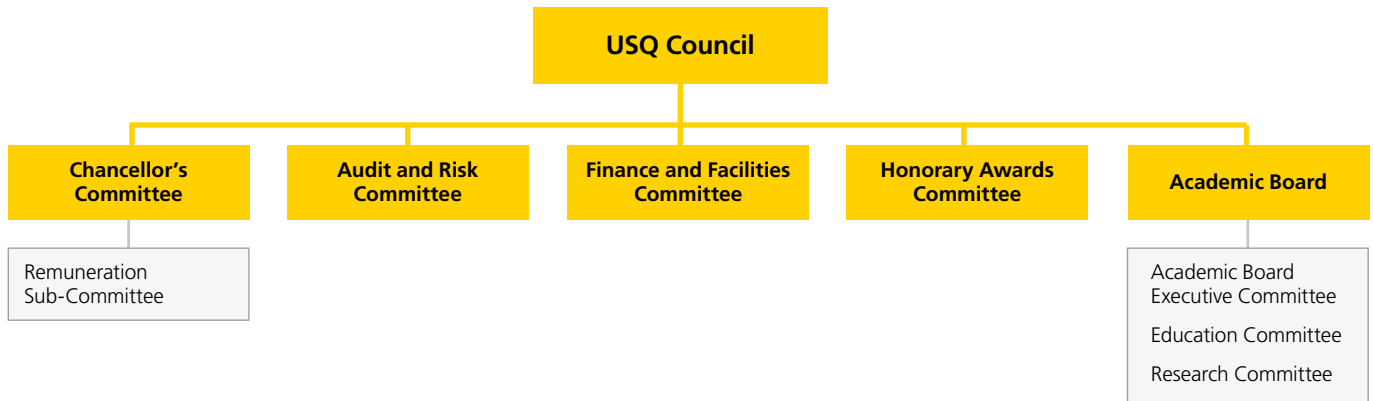 USQ Council
Chancellor's
Committee
Audit and Risk
Committee
Finance and Facilities
Committee
Honorary Awards
Committee
Academic Board
Remuneration
Sub-Committee
Academic Board
Executive Committee
Education Committee
Research Committee